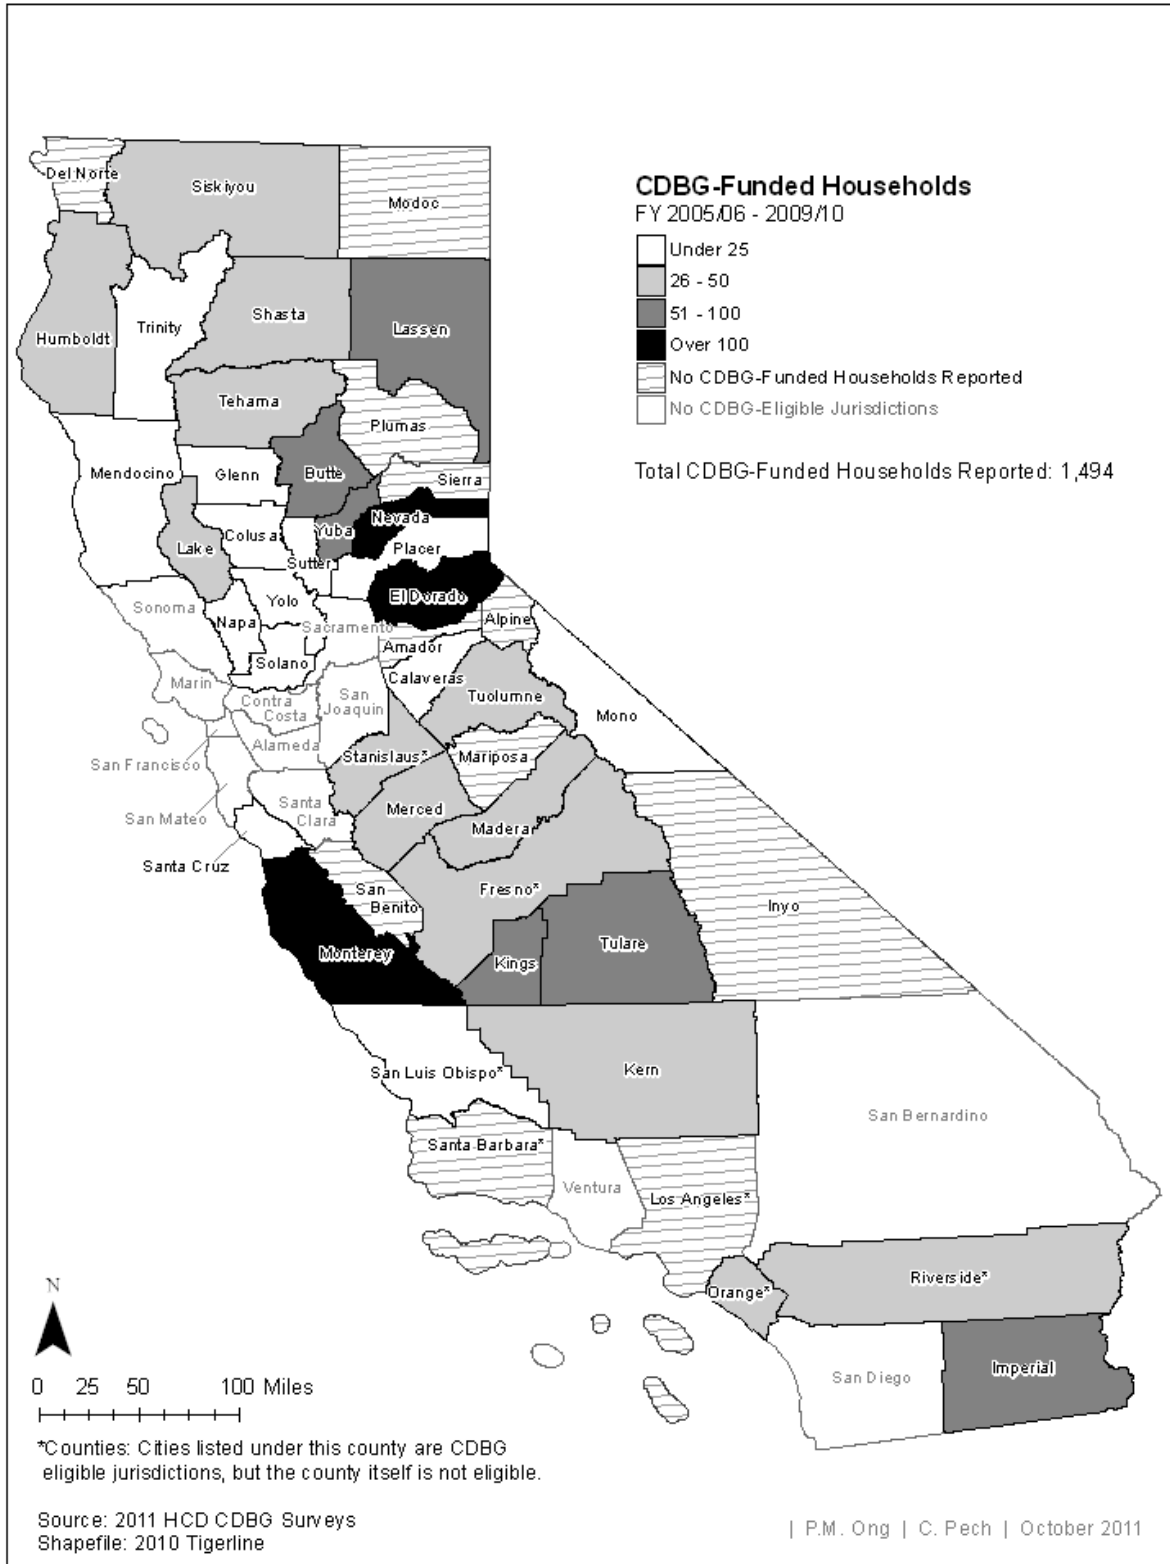 CDBG-Funded Households
FY 2005/06 - 2009/10
Under 25
26 - 50
51 - 100
Over 100
No CDBG-Funded Households Reported
No CDBG-Eligible Jurisdictions
Total CDBG-Funded Households Reported: 1,494
Del Norte
Siskiyou
Modoc
Humboldt
Trinity
Shasta
Lassen
Tehama
Plumas
Mendocino
Glenn
Butte
Sierra
Lake
Colusa
Sutter
Yuba
Nevada
Placer
Sonoma
Napa
Yolo
Sacramento
El Dorado
Alpine
Solano
Amador
Marin
Contra
Costa
San
Joaquin
Calaveras
Tuolumne
Mono
San Francisco
Alameda
Stanislaus*
Mariposa
San Mateo
Santa
Clara
Merced
Madera
Santa Cruz
San
Benito
Fresno*
Inyo
Monterey
Kings
Tulare
San Luis Obispo*
Kern
San Bernardino
Santa Barbara*
Ventura
Los Angeles*
Orange*
Riverside*
San Diego
Imperial
N
0 25 50 100 Miles
*Counties: Cities listed under this county are CDBG
eligible jurisdictions, but the county itself is not eligible.
Source: 2011 HCD CDBG Surveys
Shapefile: 2010 Tigerline
| P.M. Ong | C. Pech | October 2011